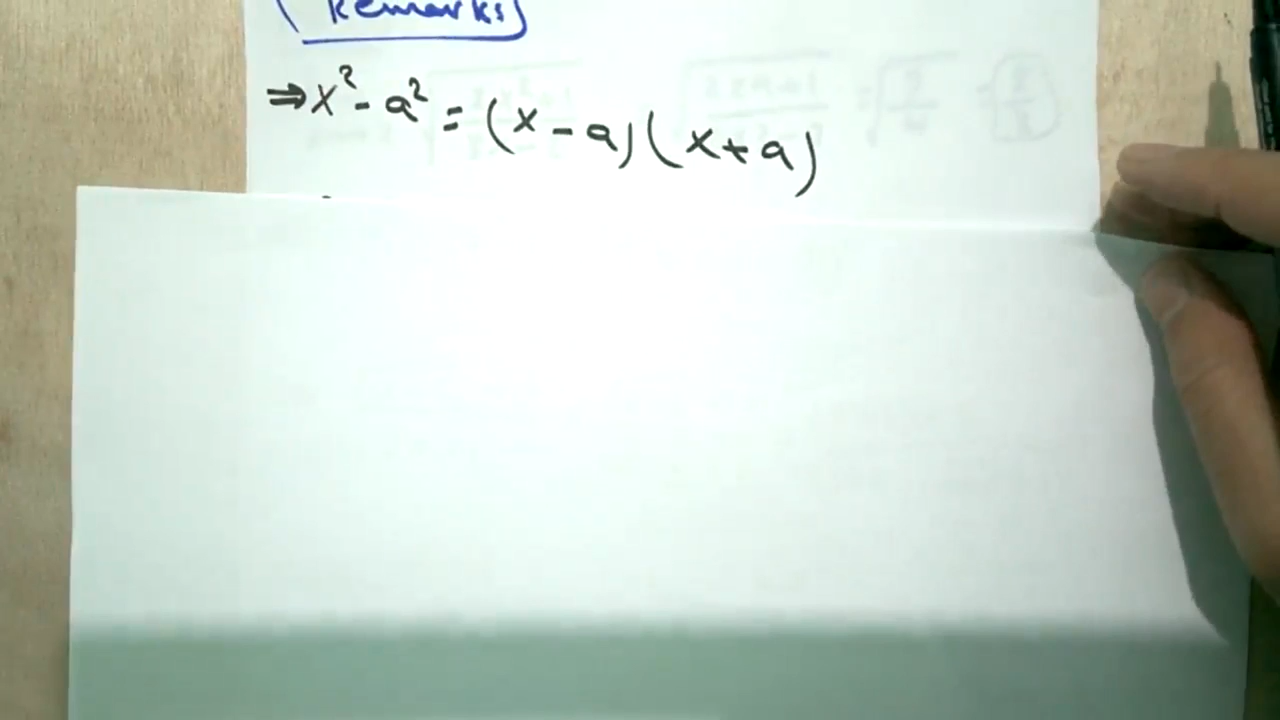 Remarks
⇒ x² - a² = (x - a)(x + a)